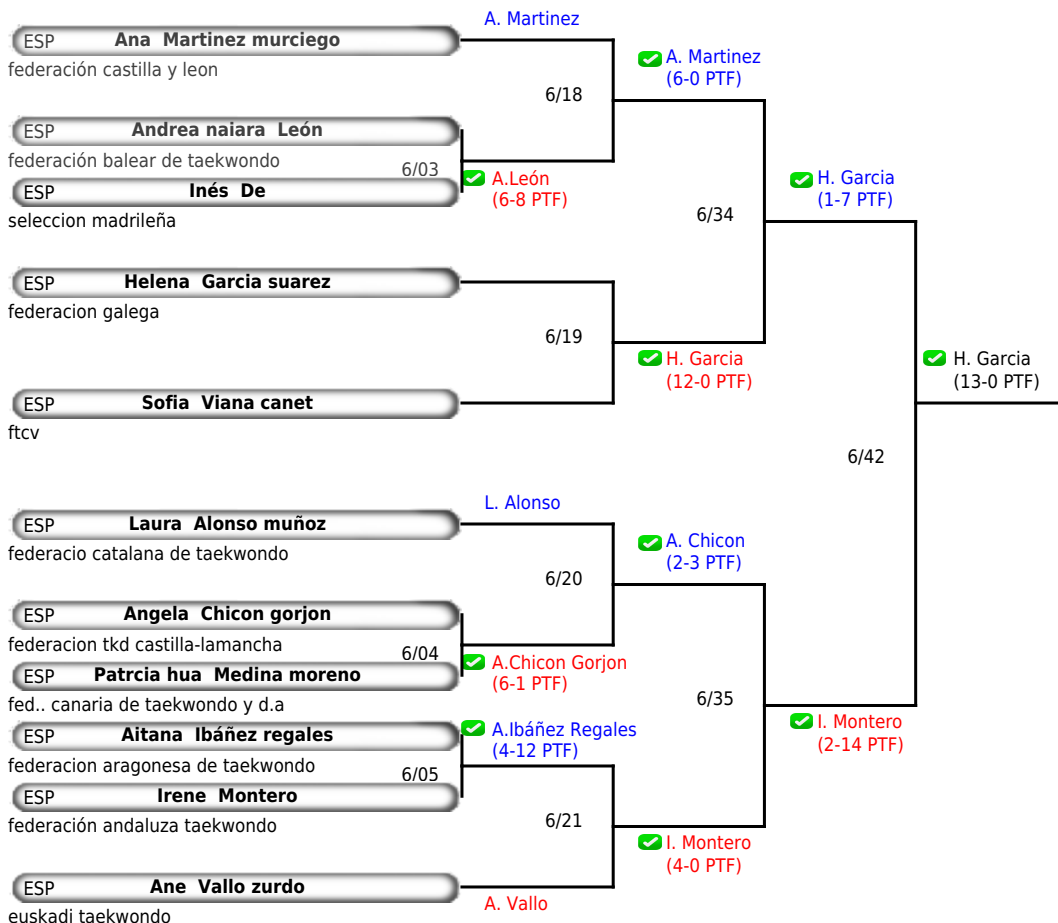 A. Martinez
ESP Ana Martinez murciego
federación castilla y leon
A. Martinez
(6-0 PTF)
6/18
ESP Andrea naiara León
federación balear de taekwondo
6/03
A.León
(6-8 PTF)
H. Garcia
(1-7 PTF)
ESP Inés De
seleccion madrileña
6/34
ESP Helena Garcia suarez
federacion galega
6/19
H. Garcia
(12-0 PTF)
H. Garcia
(13-0 PTF)
ESP Sofia Viana canet
ftcv
6/42
L. Alonso
ESP Laura Alonso muñoz
federacio catalana de taekwondo
A. Chicon
(2-3 PTF)
6/20
ESP Angela Chicon gorjon
federacion tkd castilla-lamancha
6/04
A.Chicon Gorjon
(6-1 PTF)
ESP Patrcia hua Medina moreno
fed.. canaria de taekwondo y d.a
6/35
I. Montero
(2-14 PTF)
ESP Aitana Ibáñez regales
A.Ibáñez Regales
(4-12 PTF)
federacion aragonesa de taekwondo
6/05
ESP Irene Montero
federación andaluza taekwondo
6/21
I. Montero
(4-0 PTF)
ESP Ane Vallo zurdo
A. Vallo
euskadi taekwondo